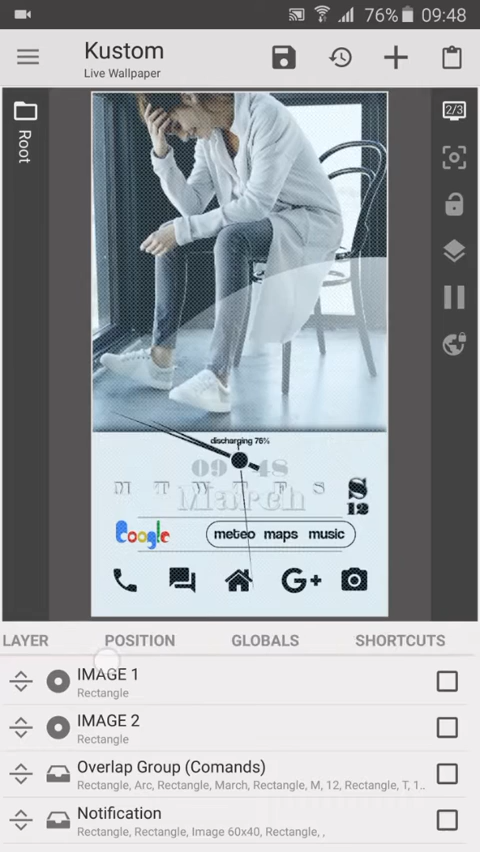 76% 09:48
Kustom
Live Wallpaper
Root
2/3
discharging 76%
09 48
M T W T F S S
March 12
Google meteo maps music
G+
LAYER POSITION GLOBALS SHORTCUTS
IMAGE 1
Rectangle
IMAGE 2
Rectangle
Overlap Group (Comands)
Rectangle, Arc, Rectangle, March, Rectangle, M, 12, Rectangle, T, 1..
Notification
Rectangle, Rectangle, Image 60x40, Rectangle, ,